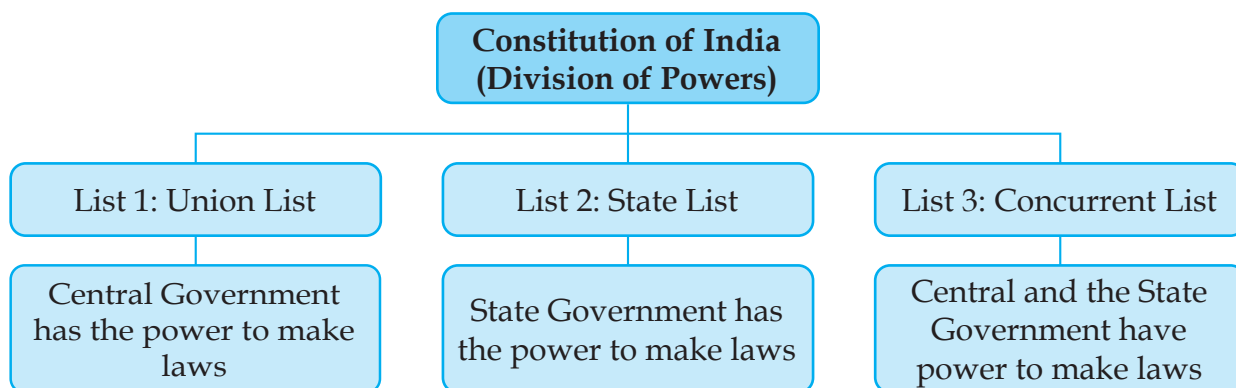 Constitution of India
(Division of Powers)
List 1: Union List
List 2: State List
List 3: Concurrent List
Central Government
has the power to make
laws
State Government has
the power to make laws
Central and the State
Government have
power to make laws